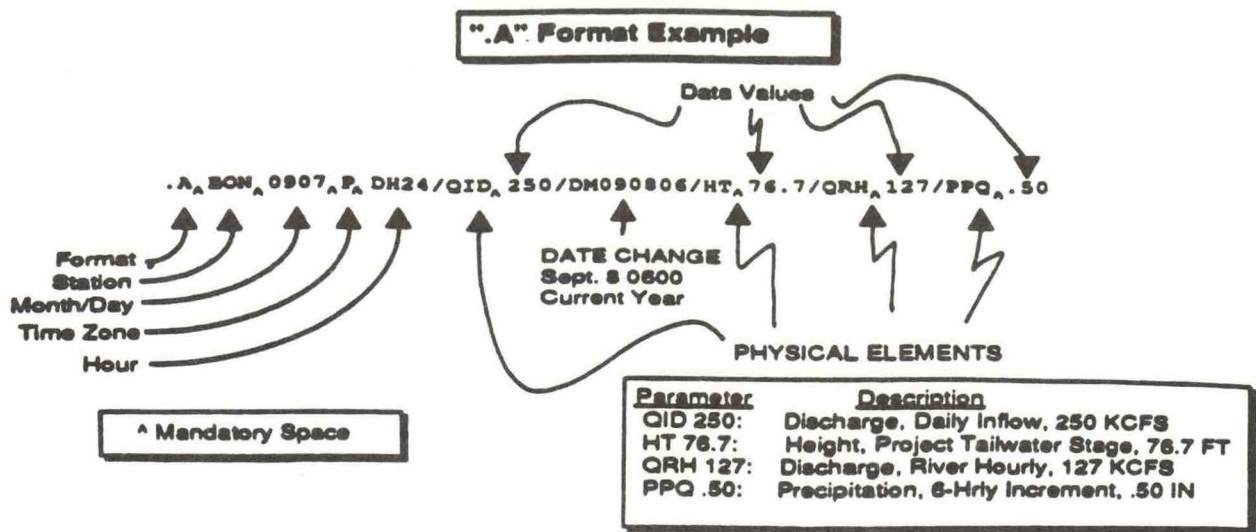 ".A" Format Example
Data Values
.A^BON^0907^P^DH24/QID^250/DM090806/HT^76.7/QRH^127/PPQ^.50
Format
Station
Month/Day
Time Zone
Hour
DATE CHANGE
Sept. 8 0600
Current Year
PHYSICAL ELEMENTS
^ Mandatory Space
Parameter Description
QID 250: Discharge, Daily Inflow, 250 KCFS
HT 76.7: Height, Project Tailwater Stage, 76.7 FT
QRH 127: Discharge, River Hourly, 127 KCFS
PPQ .50: Precipitation, 6-Hrly Increment, .50 IN